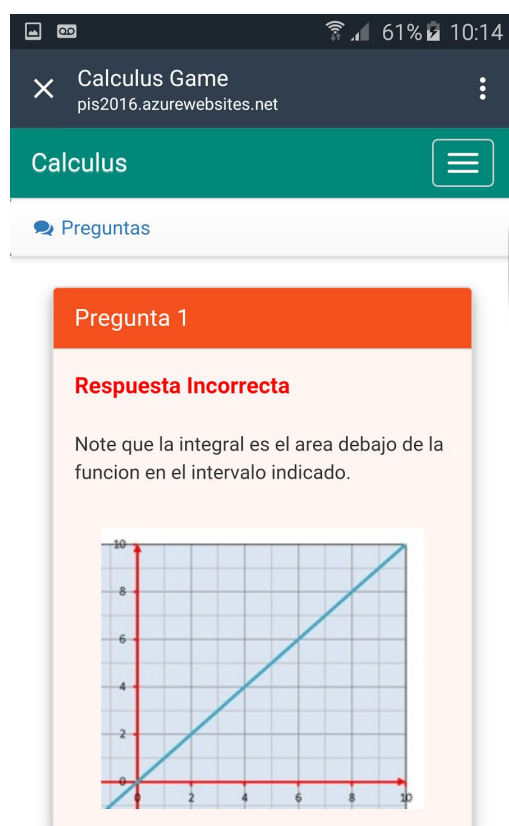 61% 10:14
Calculus Game
pis2016.azurewebsites.net
Calculus
Preguntas
Pregunta 1
Respuesta Incorrecta
Note que la integral es el area debajo de la
funcion en el intervalo indicado.
10
8
6
4
2
0
0 2 4 6 8 10